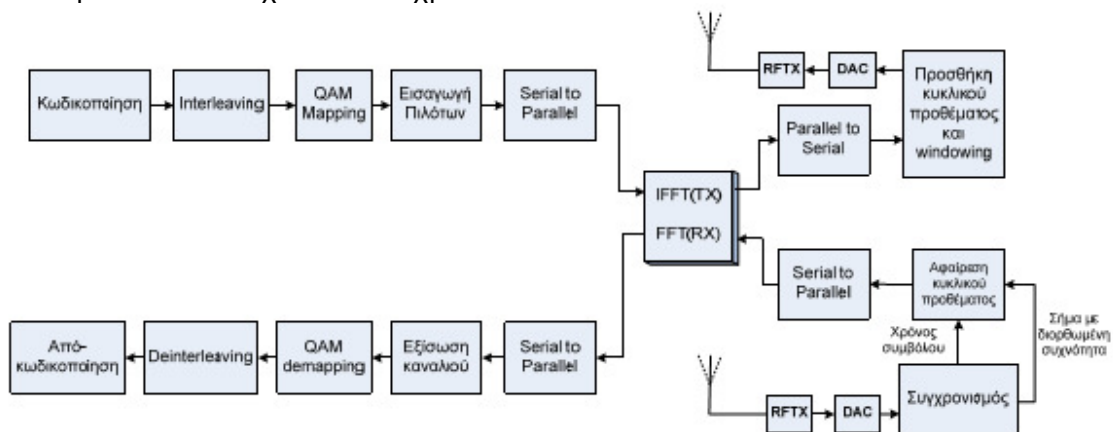 Κωδικοποίηση
Interleaving
QAM
Mapping
Εισαγωγή
Πιλότων
Serial to
Parallel
IFFT(TX)
FFT(RX)
Parallel to
Serial
Προσθήκη
κυκλικού
προθέματος
και
windowing
DAC
RFTX
RFTX
DAC
Συγχρονισμός
Χρόνος
συμβόλου
Σήμα με
διορθωμένη
συχνότητα
Αφαίρεση
κυκλικού
προθέματος
Serial to
Parallel
Serial to
Parallel
Εξίσωση
καναλιού
QAM
demapping
Deinterleaving
Από-
κωδικοποίηση